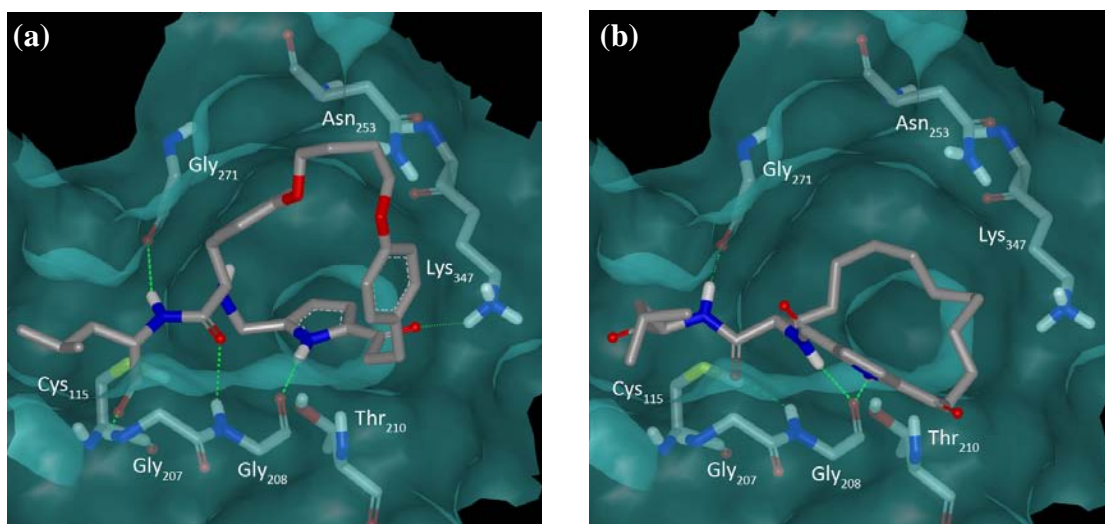 (a)
Asn253
Gly271
Lys347
Cys115
Thr210
Gly207
Gly208
(b)
Asn253
Gly271
Lys347
Cys115
Thr210
Gly207
Gly208